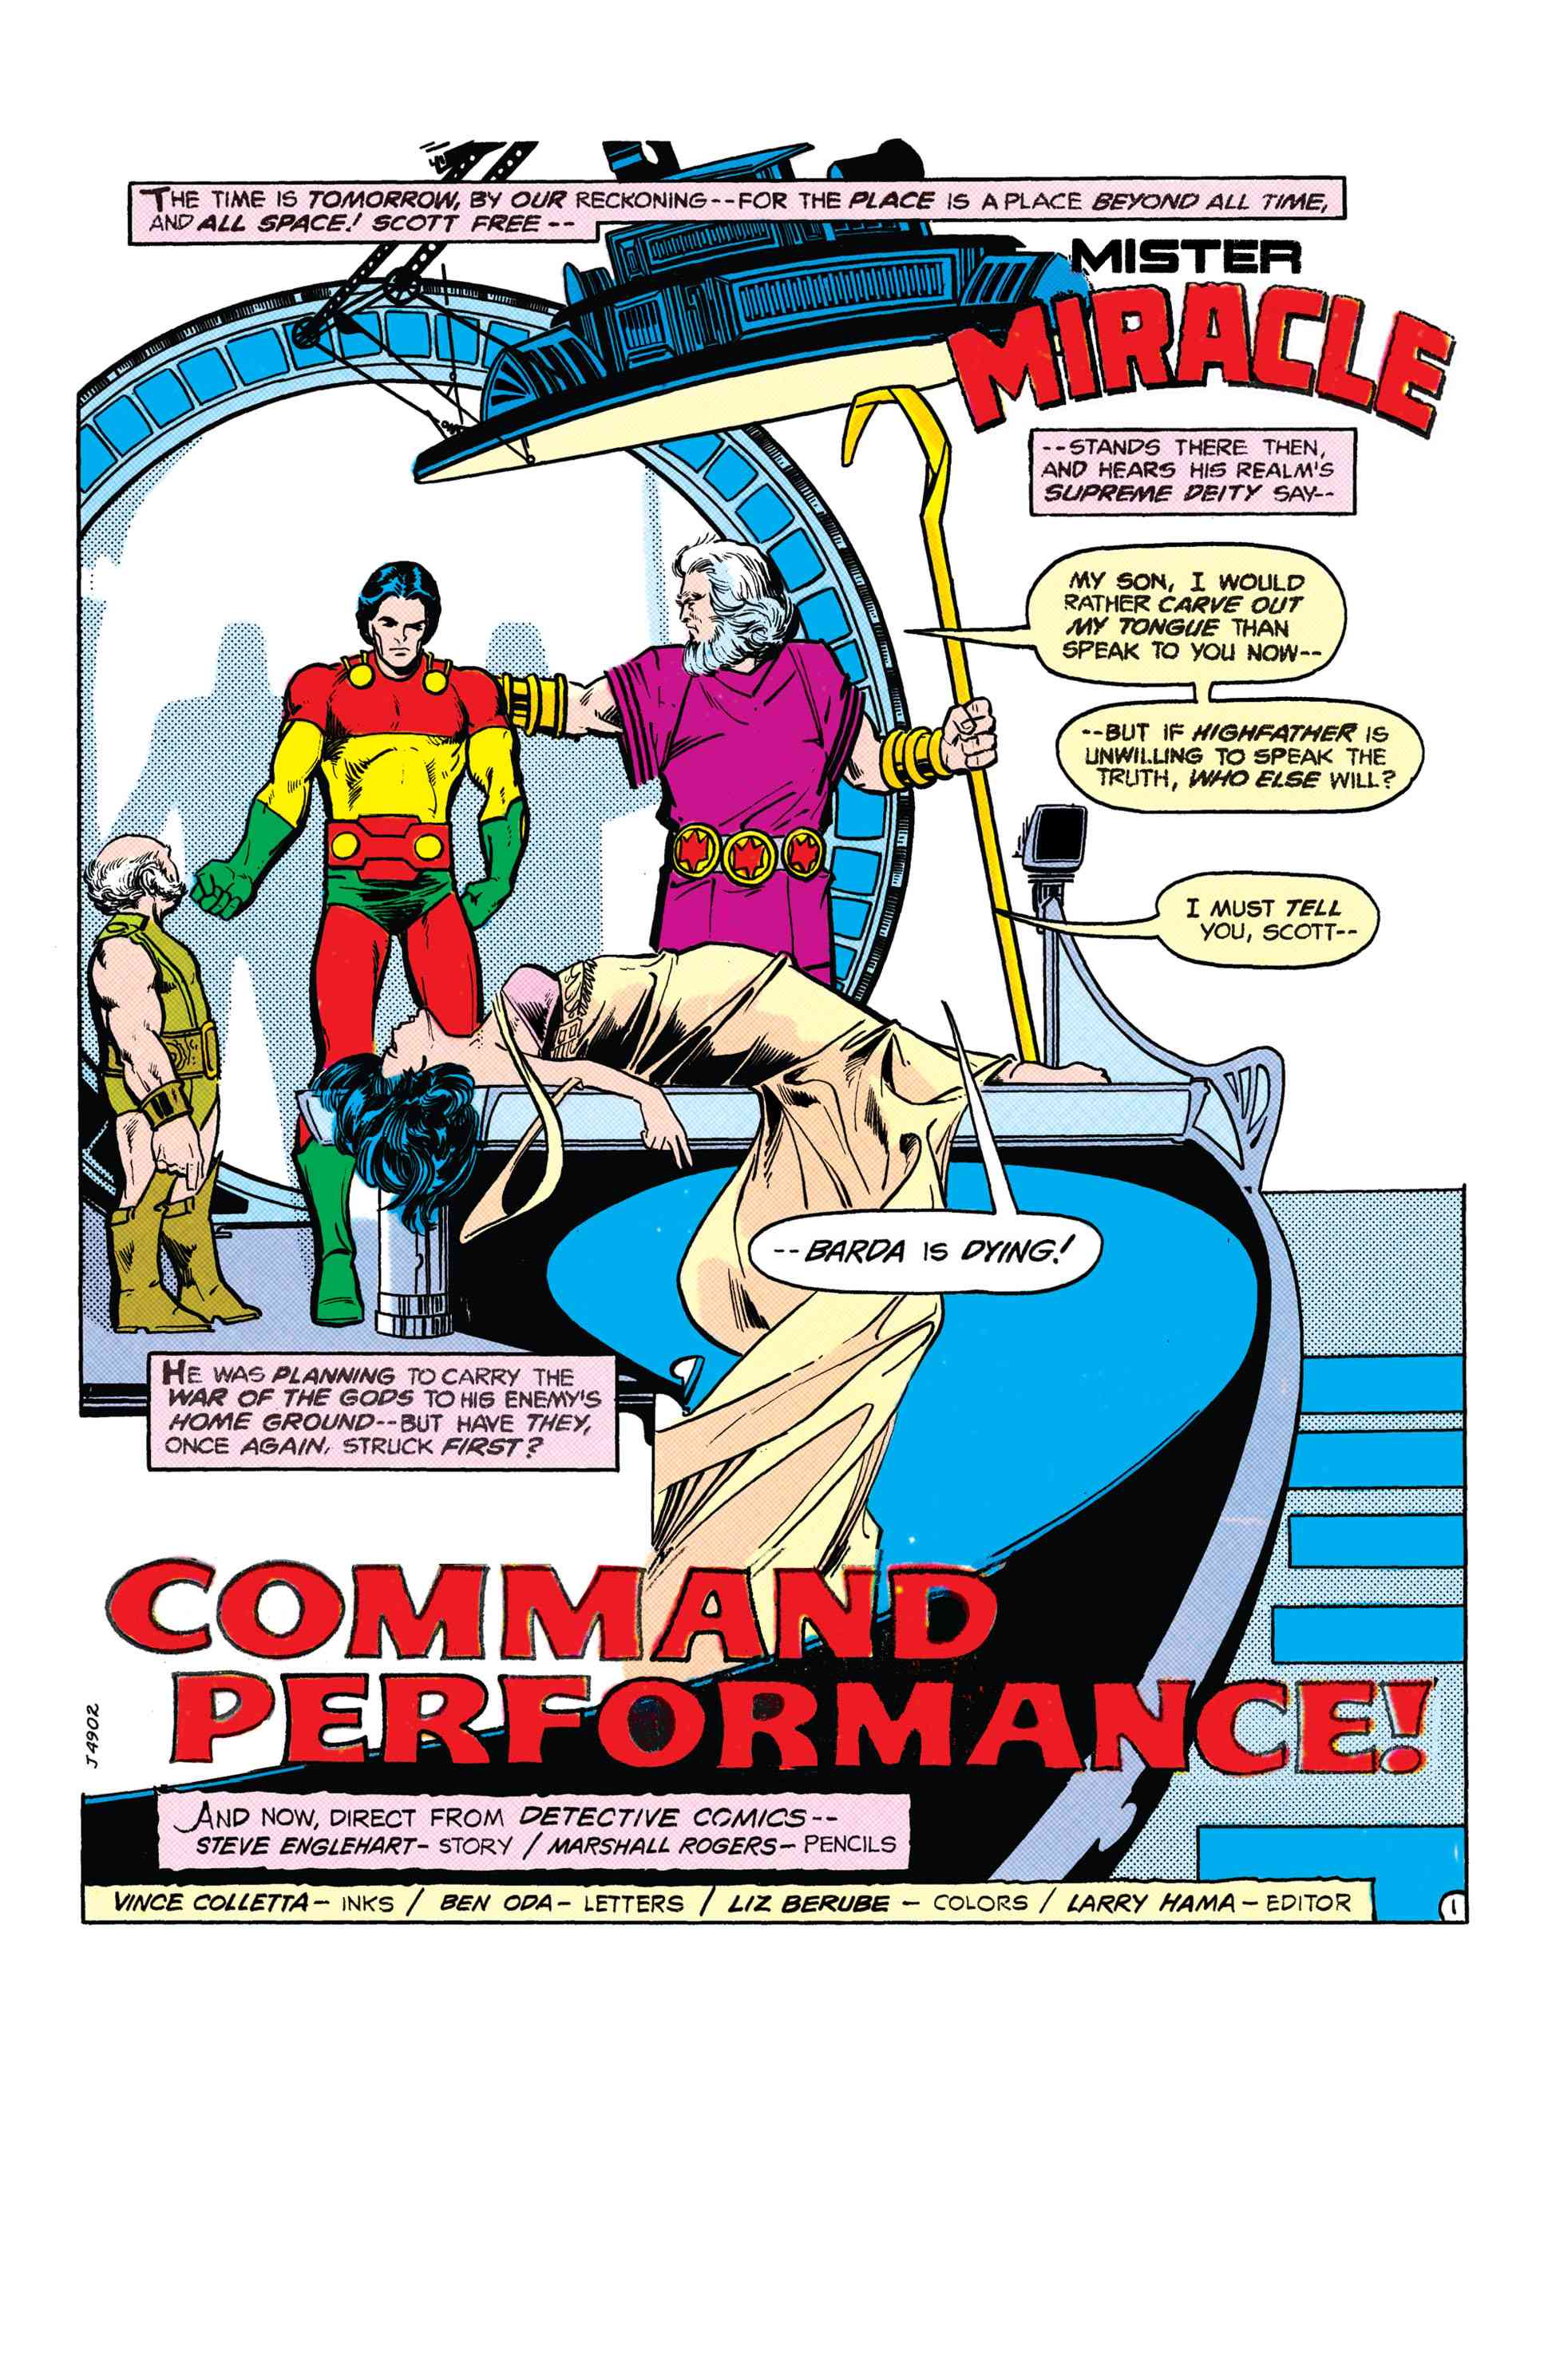 THE TIME IS TOMORROW, BY OUR RECKONING--FOR THE PLACE IS A PLACE BEYOND ALL TIME,
AND ALL SPACE! SCOTT FREE--
MISTER
MIRACLE
--STANDS THERE THEN,
AND HEARS HIS REALM'S
SUPREME DEITY SAY--
MY SON, I WOULD
RATHER CARVE OUT
MY TONGUE THAN
SPEAK TO YOU NOW--
--BUT IF HIGHFATHER IS
UNWILLING TO SPEAK THE
TRUTH, WHO ELSE WILL?
I MUST TELL
YOU, SCOTT--
--BARDA IS DYING!
HE WAS PLANNING TO CARRY THE
WAR OF THE GODS TO HIS ENEMY'S
HOME GROUND--BUT HAVE THEY,
ONCE AGAIN, STRUCK FIRST?
COMMAND
PERFORMANCE!
J4902
AND NOW, DIRECT FROM DETECTIVE COMICS--
STEVE ENGLEHART- STORY / MARSHALL ROGERS- PENCILS
VINCE COLLETTA- INKS / BEN ODA- LETTERS / LIZ BERUBE - COLORS / LARRY HAMA- EDITOR
1